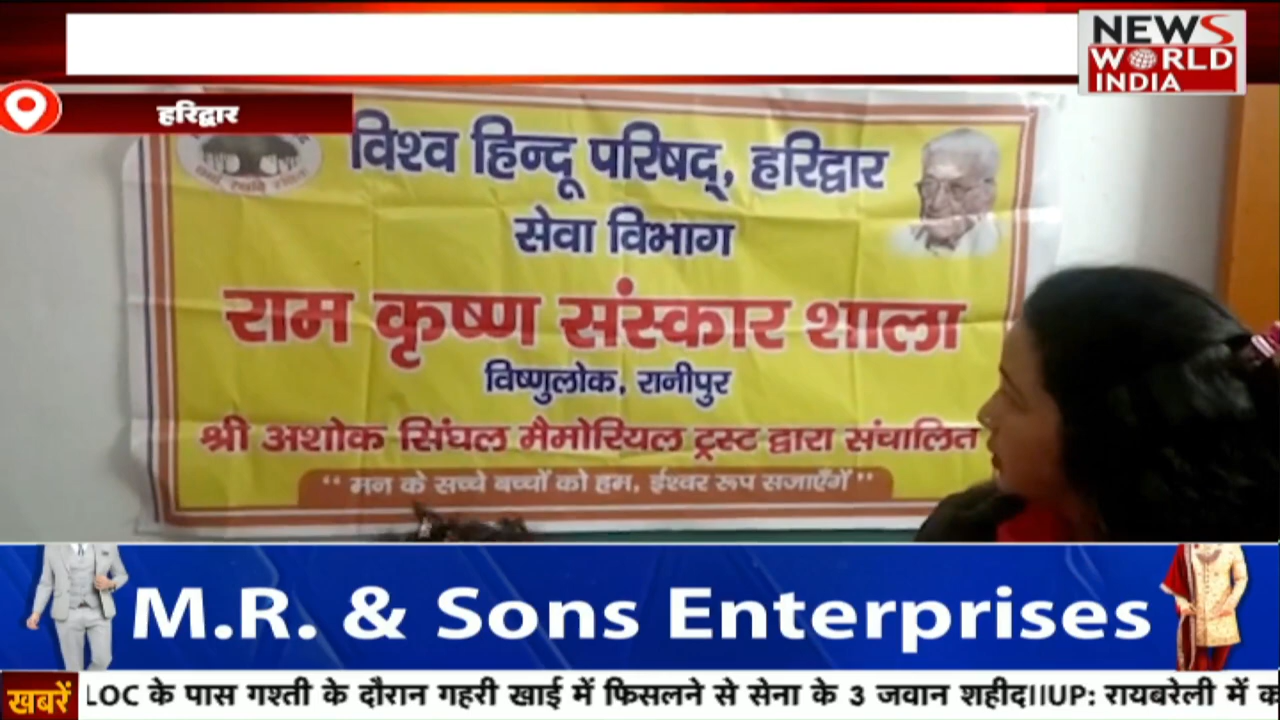 NEWS
WORLD
INDIA
हरिद्वार
विश्व हिन्दू परिषद्, हरिद्वार
सेवा विभाग
राम कृष्ण संस्कार शाला
विष्णुलोक, रानीपुर
श्री अशोक सिंघल मैमोरियल ट्रस्ट द्वारा संचालित
“ मन के सच्चे बच्चों को हम, ईश्वर रूप सजाएँगें ”
M.R. & Sons Enterprises
खबरें LOC के पास गश्ती के दौरान गहरी खाई में फिसलने से सेना के 3 जवान शहीद||UP: रायबरेली में